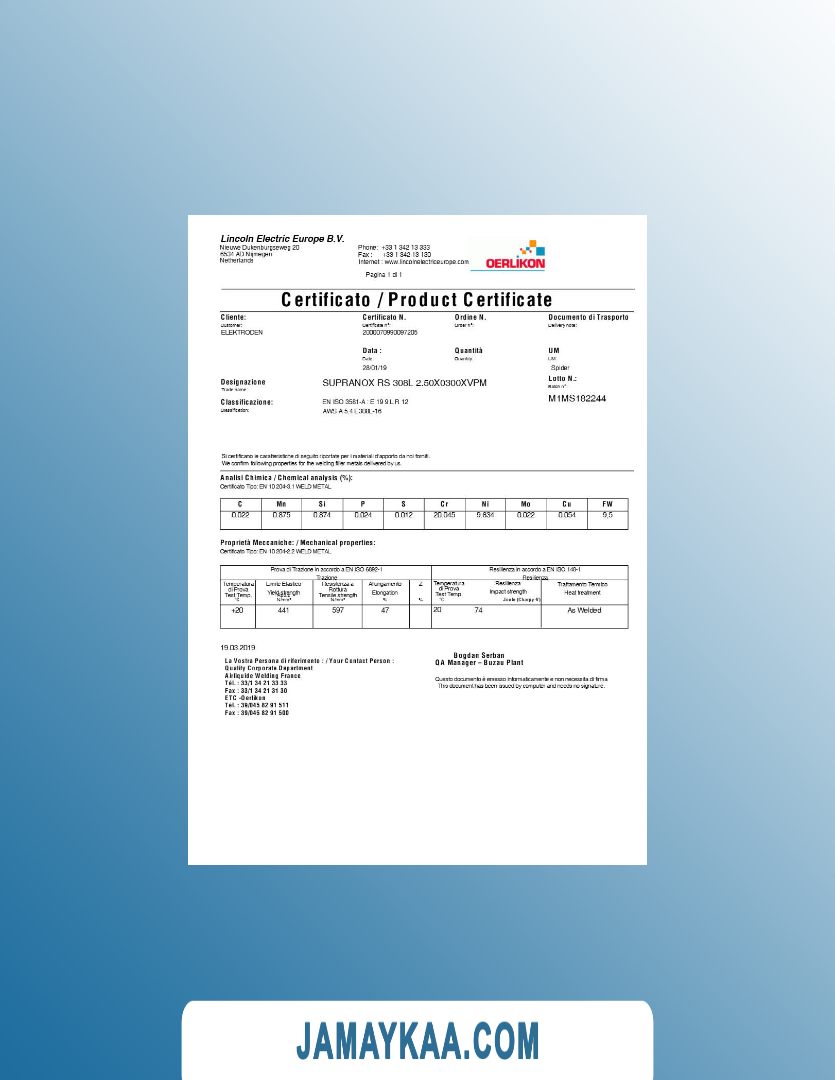 Lincoln Electric Europe B.V.
Nieuwe Dukenburgseweg 20
6534 AD Nijmegen
Netherlands
Phone: +33 1 342 13 333
Fax : +33 1 342 13 130
Internet : www.lincolnelectriceurope.com
OERLIKON
Pagina 1 di 1
Certificato / Product Certificate
Cliente:
Customer:
ELEKTRODEN
Certificato N.
Certificate n°:
2000070990097205
Ordine N.
Order n°:
Documento di Trasporto
Delivery note:
Data :
Date:
28/01/19
Quantità
Quantity:
UM
UM:
Spider
Designazione
Trade name:
SUPRANOX RS 308L 2.50X0300XVPM
Lotto N.:
Batch n°
M1MS182244
Classificazione:
Classification:
EN ISO 3581-A : E 19 9 L R 12
AWS A 5.4 E 308L-16
Si certificano le caratteristiche di seguito riportate per i materiali d'apporto da noi forniti.
We confirm following properties for the welding filler metals delivered by us.
Analisi Chimica / Chemical analysis (%):
Certificato Tipo: EN 10 204-3.1 WELD METAL
C Mn Si P S Cr Ni Mo Cu FW
0.022 0.875 0.874 0.024 0.012 20.045 9.834 0.022 0.054 9,5
Proprietà Meccaniche: / Mechanical properties:
Certificato Tipo: EN 10 204-2.2 WELD METAL
Prova di Trazione in accordo a EN ISO 6892-1
Trazione
Resilienza in accordo a EN ISO 148-1
Resilienza
Temperatura di Prova Test Temp. °C
Limite Elastico Yield strength N/mm²
Resistenza a Rottura Tensile strength N/mm²
Allungamento Elongation %
Z %
Temperatura di Prova Test Temp °C
Resilienza Impact strength Joule (Charpy-V)
Trattamento Termico Heat treatment
+20 441 597 47 20 74 As Welded
19.03.2019
La Vostra Persona di riferimento : / Your Contact Person :
Quality Corporate Department
Airliquide Welding France
Tél. : 33/1 34 21 33 33
Fax : 33/1 34 21 31 30
ETC -Oerlikon
Tel. : 39/045 82 91 511
Fax : 39/045 82 91 500
Bogdan Serban
QA Manager – Buzau Plant
Questo documento è emesso informaticamente e non necessita di firma
This document has been issued by computer and needs no signature.
JAMAYKAA.COM